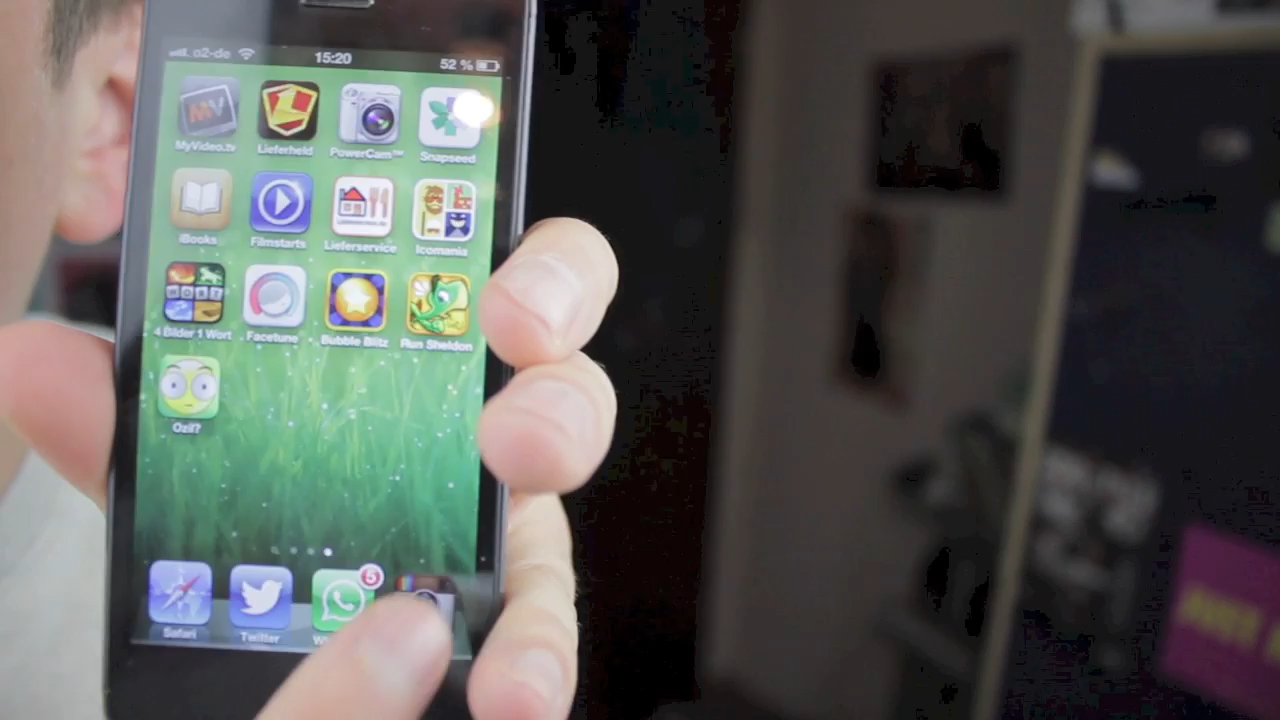 o2-de 15:20 52 %
MyVideo.tv Lieferheld PowerCam™ Snapseed
iBooks Filmstarts Lieferservice Icomania
4 Bilder 1 Wort Facetune Bubble Blitz Run Sheldon
Ozil?
5
Safari Twitter